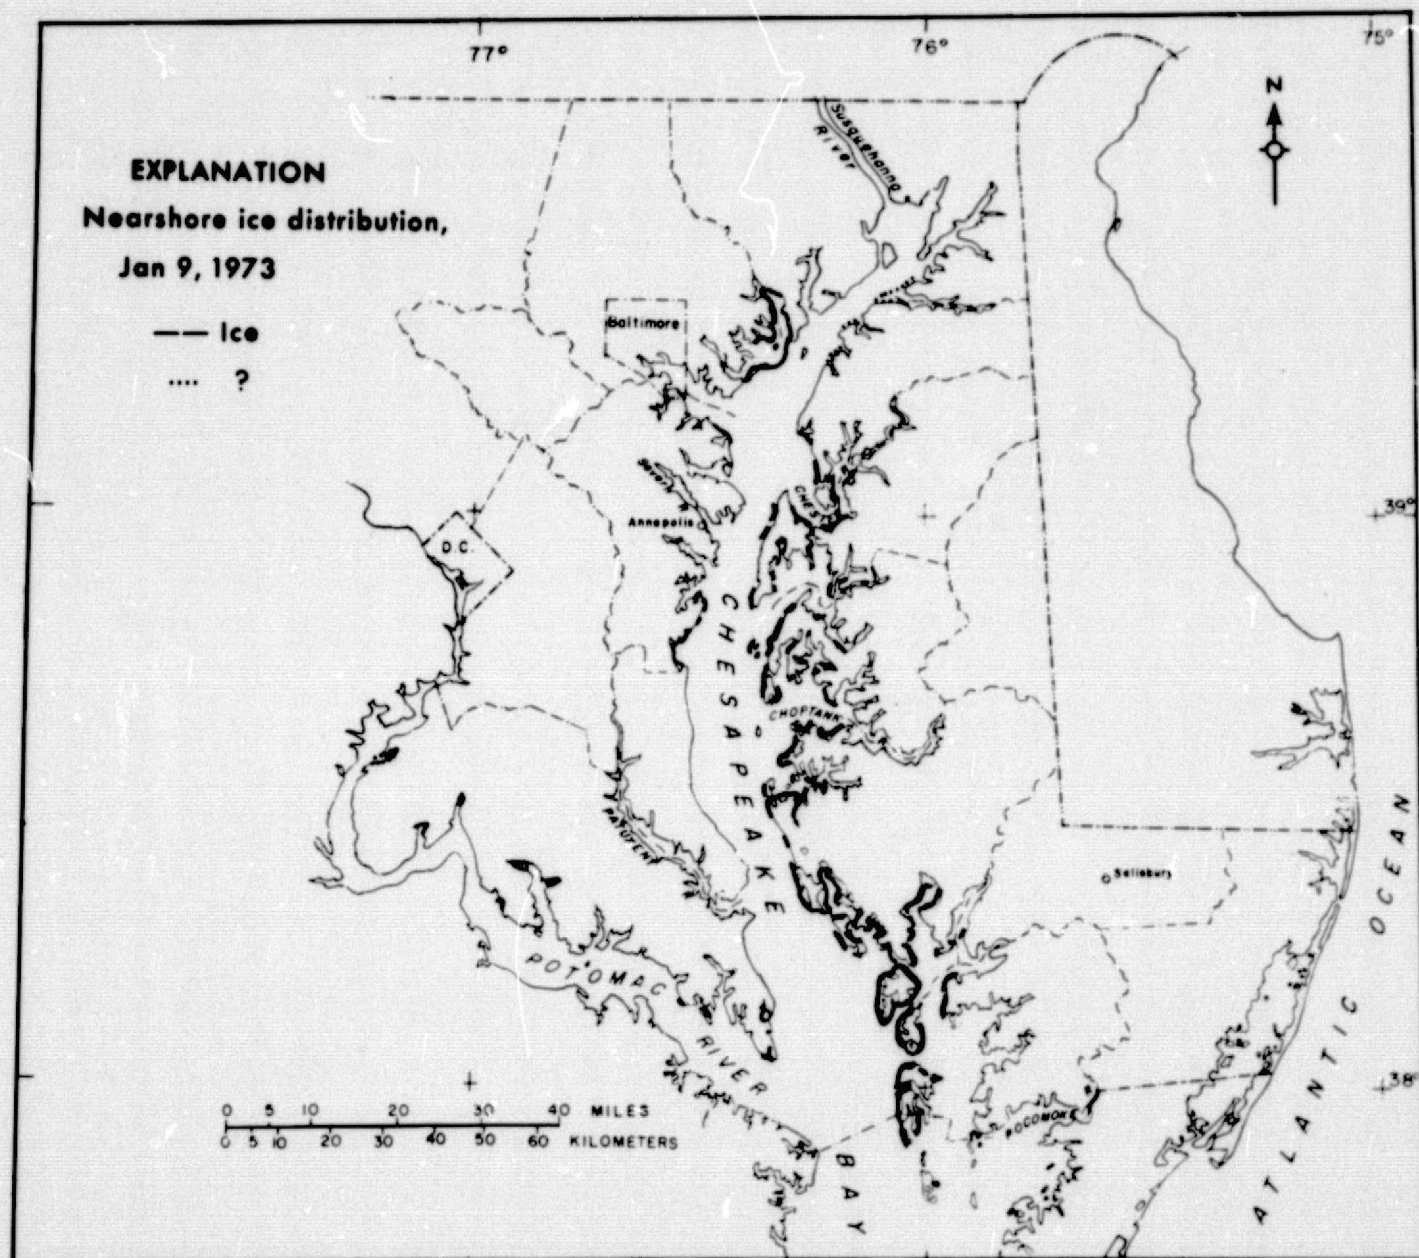 77°
76°
75°
N
Susquehanna
RIVER
EXPLANATION
Nearshore ice distribution,
Jan 9, 1973
Ice
Baltimore
?
Severn
CHEST
39°
Annapolis
D.C.
CHOPTANK
CHESAPEAKE
PATUXENT
Salisbury
POTOMAC
RIVER
38°
0 5 10 20 30 40 MILES
0 5 10 20 30 40 50 60 KILOMETERS
POCOMOKE
BAY
ATLANTIC OCEAN